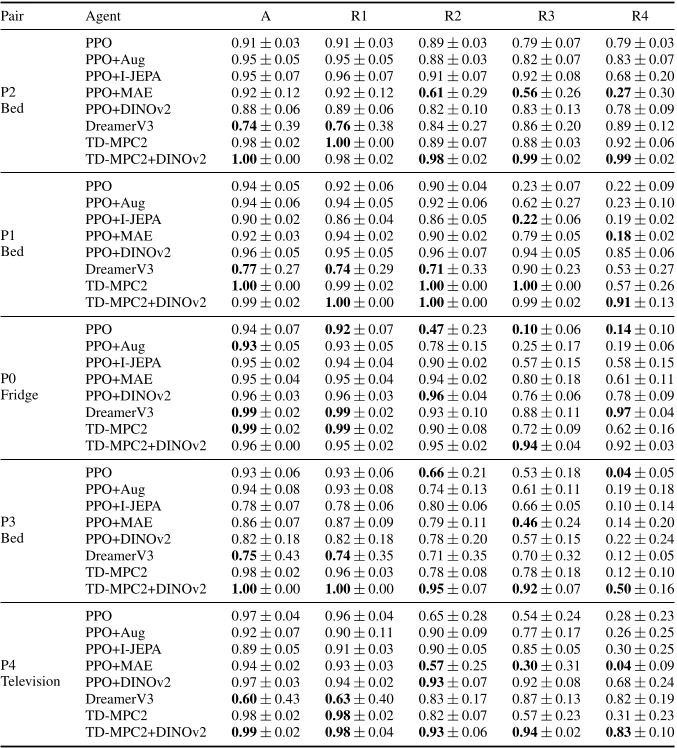 Pair Agent A R1 R2 R3 R4
PPO 0.91 ± 0.03 0.91 ± 0.03 0.89 ± 0.03 0.79 ± 0.07 0.79 ± 0.03
PPO+Aug 0.95 ± 0.05 0.95 ± 0.05 0.88 ± 0.03 0.82 ± 0.07 0.83 ± 0.07
PPO+I-JEPA 0.95 ± 0.07 0.96 ± 0.07 0.91 ± 0.07 0.92 ± 0.08 0.68 ± 0.20
P2 PPO+MAE 0.92 ± 0.12 0.92 ± 0.12 0.61 ± 0.29 0.56 ± 0.26 0.27 ± 0.30
Bed PPO+DINOv2 0.88 ± 0.06 0.89 ± 0.06 0.82 ± 0.10 0.83 ± 0.13 0.78 ± 0.09
DreamerV3 0.74 ± 0.39 0.76 ± 0.38 0.84 ± 0.27 0.86 ± 0.20 0.89 ± 0.12
TD-MPC2 0.98 ± 0.02 1.00 ± 0.00 0.89 ± 0.07 0.88 ± 0.03 0.92 ± 0.06
TD-MPC2+DINOv2 1.00 ± 0.00 0.98 ± 0.02 0.98 ± 0.02 0.99 ± 0.02 0.99 ± 0.02
PPO 0.94 ± 0.05 0.92 ± 0.06 0.90 ± 0.04 0.23 ± 0.07 0.22 ± 0.09
PPO+Aug 0.94 ± 0.06 0.94 ± 0.05 0.92 ± 0.06 0.62 ± 0.27 0.23 ± 0.10
PPO+I-JEPA 0.90 ± 0.02 0.86 ± 0.04 0.86 ± 0.05 0.22 ± 0.06 0.19 ± 0.02
P1 PPO+MAE 0.92 ± 0.03 0.94 ± 0.02 0.90 ± 0.02 0.79 ± 0.05 0.18 ± 0.02
Bed PPO+DINOv2 0.96 ± 0.05 0.95 ± 0.05 0.96 ± 0.07 0.94 ± 0.05 0.85 ± 0.06
DreamerV3 0.77 ± 0.27 0.74 ± 0.29 0.71 ± 0.33 0.90 ± 0.23 0.53 ± 0.27
TD-MPC2 1.00 ± 0.00 0.99 ± 0.02 1.00 ± 0.00 1.00 ± 0.00 0.57 ± 0.26
TD-MPC2+DINOv2 0.99 ± 0.02 1.00 ± 0.00 1.00 ± 0.00 0.99 ± 0.02 0.91 ± 0.13
PPO 0.94 ± 0.07 0.92 ± 0.07 0.47 ± 0.23 0.10 ± 0.06 0.14 ± 0.10
PPO+Aug 0.93 ± 0.05 0.93 ± 0.05 0.78 ± 0.15 0.25 ± 0.17 0.19 ± 0.06
PPO+I-JEPA 0.95 ± 0.02 0.94 ± 0.04 0.90 ± 0.02 0.57 ± 0.15 0.58 ± 0.15
P0 PPO+MAE 0.95 ± 0.04 0.95 ± 0.04 0.94 ± 0.02 0.80 ± 0.18 0.61 ± 0.11
Fridge PPO+DINOv2 0.96 ± 0.03 0.96 ± 0.03 0.96 ± 0.04 0.76 ± 0.06 0.78 ± 0.09
DreamerV3 0.99 ± 0.02 0.99 ± 0.02 0.93 ± 0.10 0.88 ± 0.11 0.97 ± 0.04
TD-MPC2 0.99 ± 0.02 0.99 ± 0.02 0.90 ± 0.08 0.72 ± 0.09 0.62 ± 0.16
TD-MPC2+DINOv2 0.96 ± 0.00 0.95 ± 0.02 0.95 ± 0.02 0.94 ± 0.04 0.92 ± 0.03
PPO 0.93 ± 0.06 0.93 ± 0.06 0.66 ± 0.21 0.53 ± 0.18 0.04 ± 0.05
PPO+Aug 0.94 ± 0.08 0.93 ± 0.08 0.74 ± 0.13 0.61 ± 0.11 0.19 ± 0.18
PPO+I-JEPA 0.78 ± 0.07 0.78 ± 0.06 0.80 ± 0.06 0.66 ± 0.05 0.10 ± 0.14
P3 PPO+MAE 0.86 ± 0.07 0.87 ± 0.09 0.79 ± 0.11 0.46 ± 0.24 0.14 ± 0.20
Bed PPO+DINOv2 0.82 ± 0.18 0.82 ± 0.18 0.78 ± 0.20 0.57 ± 0.15 0.22 ± 0.24
DreamerV3 0.75 ± 0.43 0.74 ± 0.35 0.71 ± 0.35 0.70 ± 0.32 0.12 ± 0.05
TD-MPC2 0.98 ± 0.02 0.96 ± 0.03 0.78 ± 0.08 0.78 ± 0.18 0.12 ± 0.10
TD-MPC2+DINOv2 1.00 ± 0.00 1.00 ± 0.00 0.95 ± 0.07 0.92 ± 0.07 0.50 ± 0.16
PPO 0.97 ± 0.04 0.96 ± 0.04 0.65 ± 0.28 0.54 ± 0.24 0.28 ± 0.23
PPO+Aug 0.92 ± 0.07 0.90 ± 0.11 0.90 ± 0.09 0.77 ± 0.17 0.26 ± 0.25
PPO+I-JEPA 0.89 ± 0.05 0.91 ± 0.03 0.90 ± 0.05 0.85 ± 0.05 0.30 ± 0.25
P4 PPO+MAE 0.94 ± 0.02 0.93 ± 0.03 0.57 ± 0.25 0.30 ± 0.31 0.04 ± 0.09
Television PPO+DINOv2 0.97 ± 0.03 0.94 ± 0.02 0.93 ± 0.07 0.92 ± 0.08 0.68 ± 0.24
DreamerV3 0.60 ± 0.43 0.63 ± 0.40 0.83 ± 0.17 0.87 ± 0.13 0.82 ± 0.19
TD-MPC2 0.98 ± 0.02 0.98 ± 0.02 0.82 ± 0.07 0.57 ± 0.23 0.31 ± 0.23
TD-MPC2+DINOv2 0.99 ± 0.02 0.98 ± 0.04 0.93 ± 0.06 0.94 ± 0.02 0.83 ± 0.10